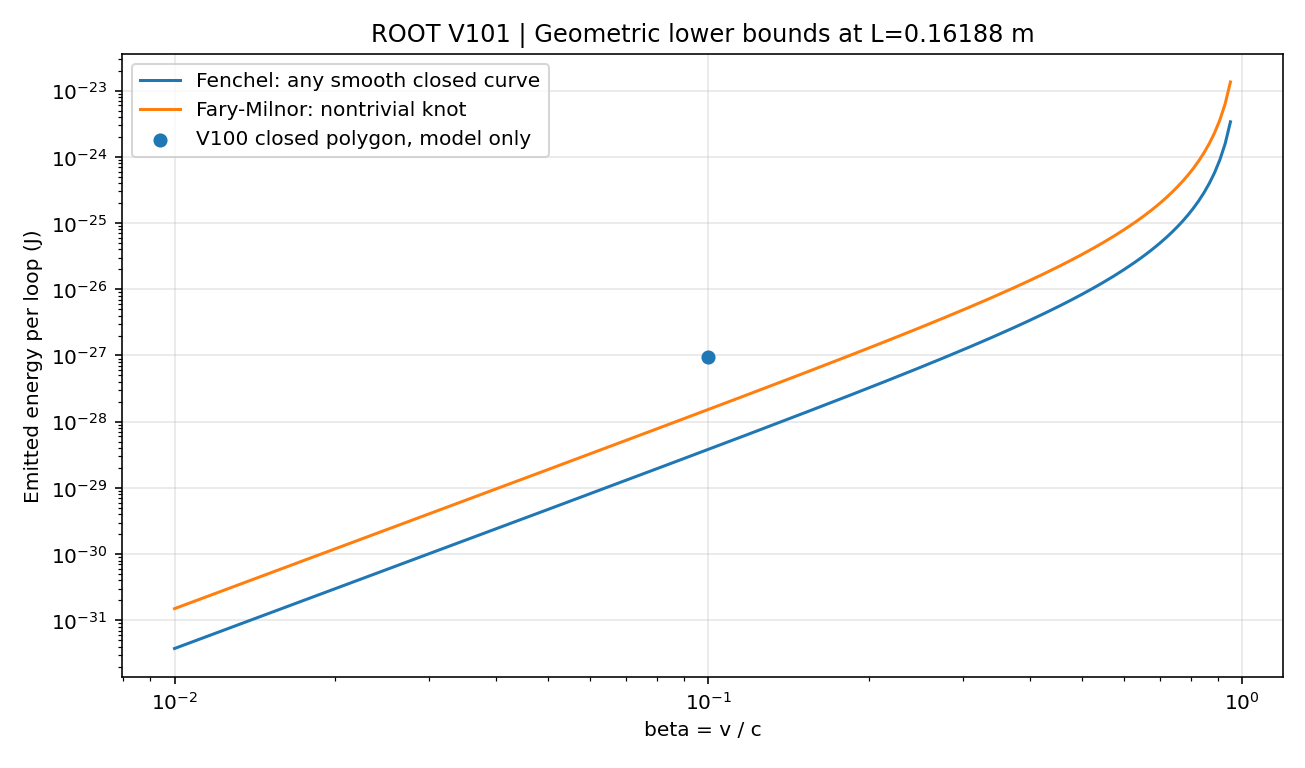 ROOT V101 | Geometric lower bounds at L=0.16188 m
Fenchel: any smooth closed curve
Fary-Milnor: nontrivial knot
V100 closed polygon, model only
Emitted energy per loop (J)
10⁻²³
10⁻²⁴
10⁻²⁵
10⁻²⁶
10⁻²⁷
10⁻²⁸
10⁻²⁹
10⁻³⁰
10⁻³¹
10⁻² 10⁻¹ 10⁰
beta = v / c